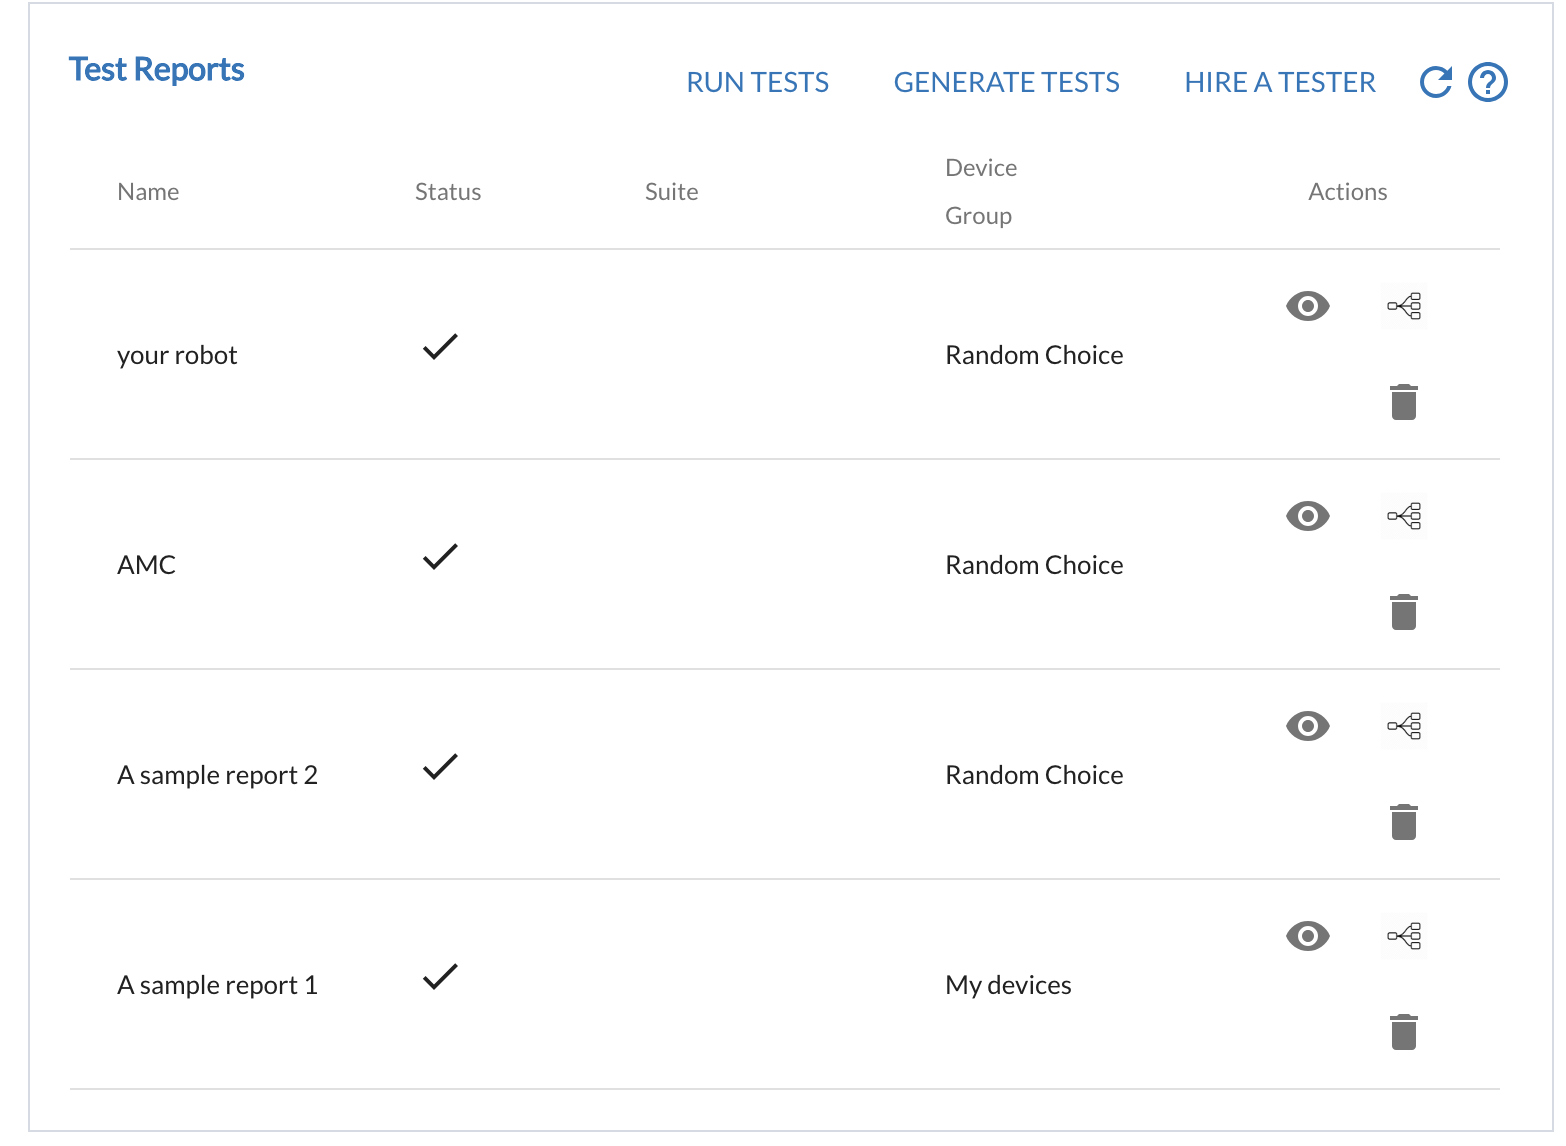 Test Reports
RUN TESTS GENERATE TESTS HIRE A TESTER
Name Status Suite Device Group Actions
your robot Random Choice
AMC Random Choice
A sample report 2 Random Choice
A sample report 1 My devices